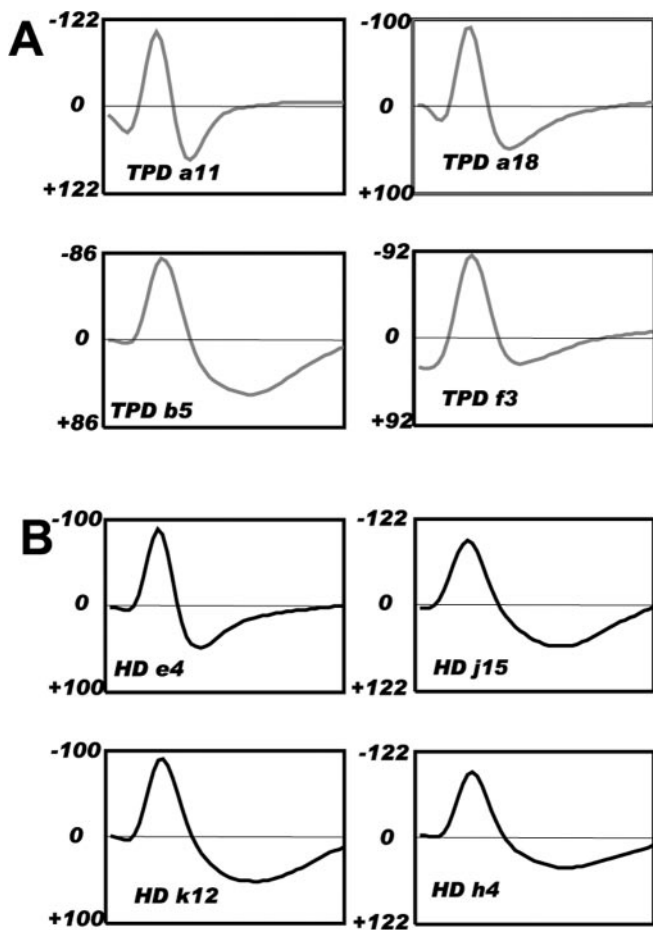 A
-122
0
+122
TPD a11
-100
0
+100
TPD a18
-86
0
+86
TPD b5
-92
0
+92
TPD f3
B
-100
0
+100
HD e4
-122
0
+122
HD j15
-100
0
+100
HD k12
-122
0
+122
HD h4